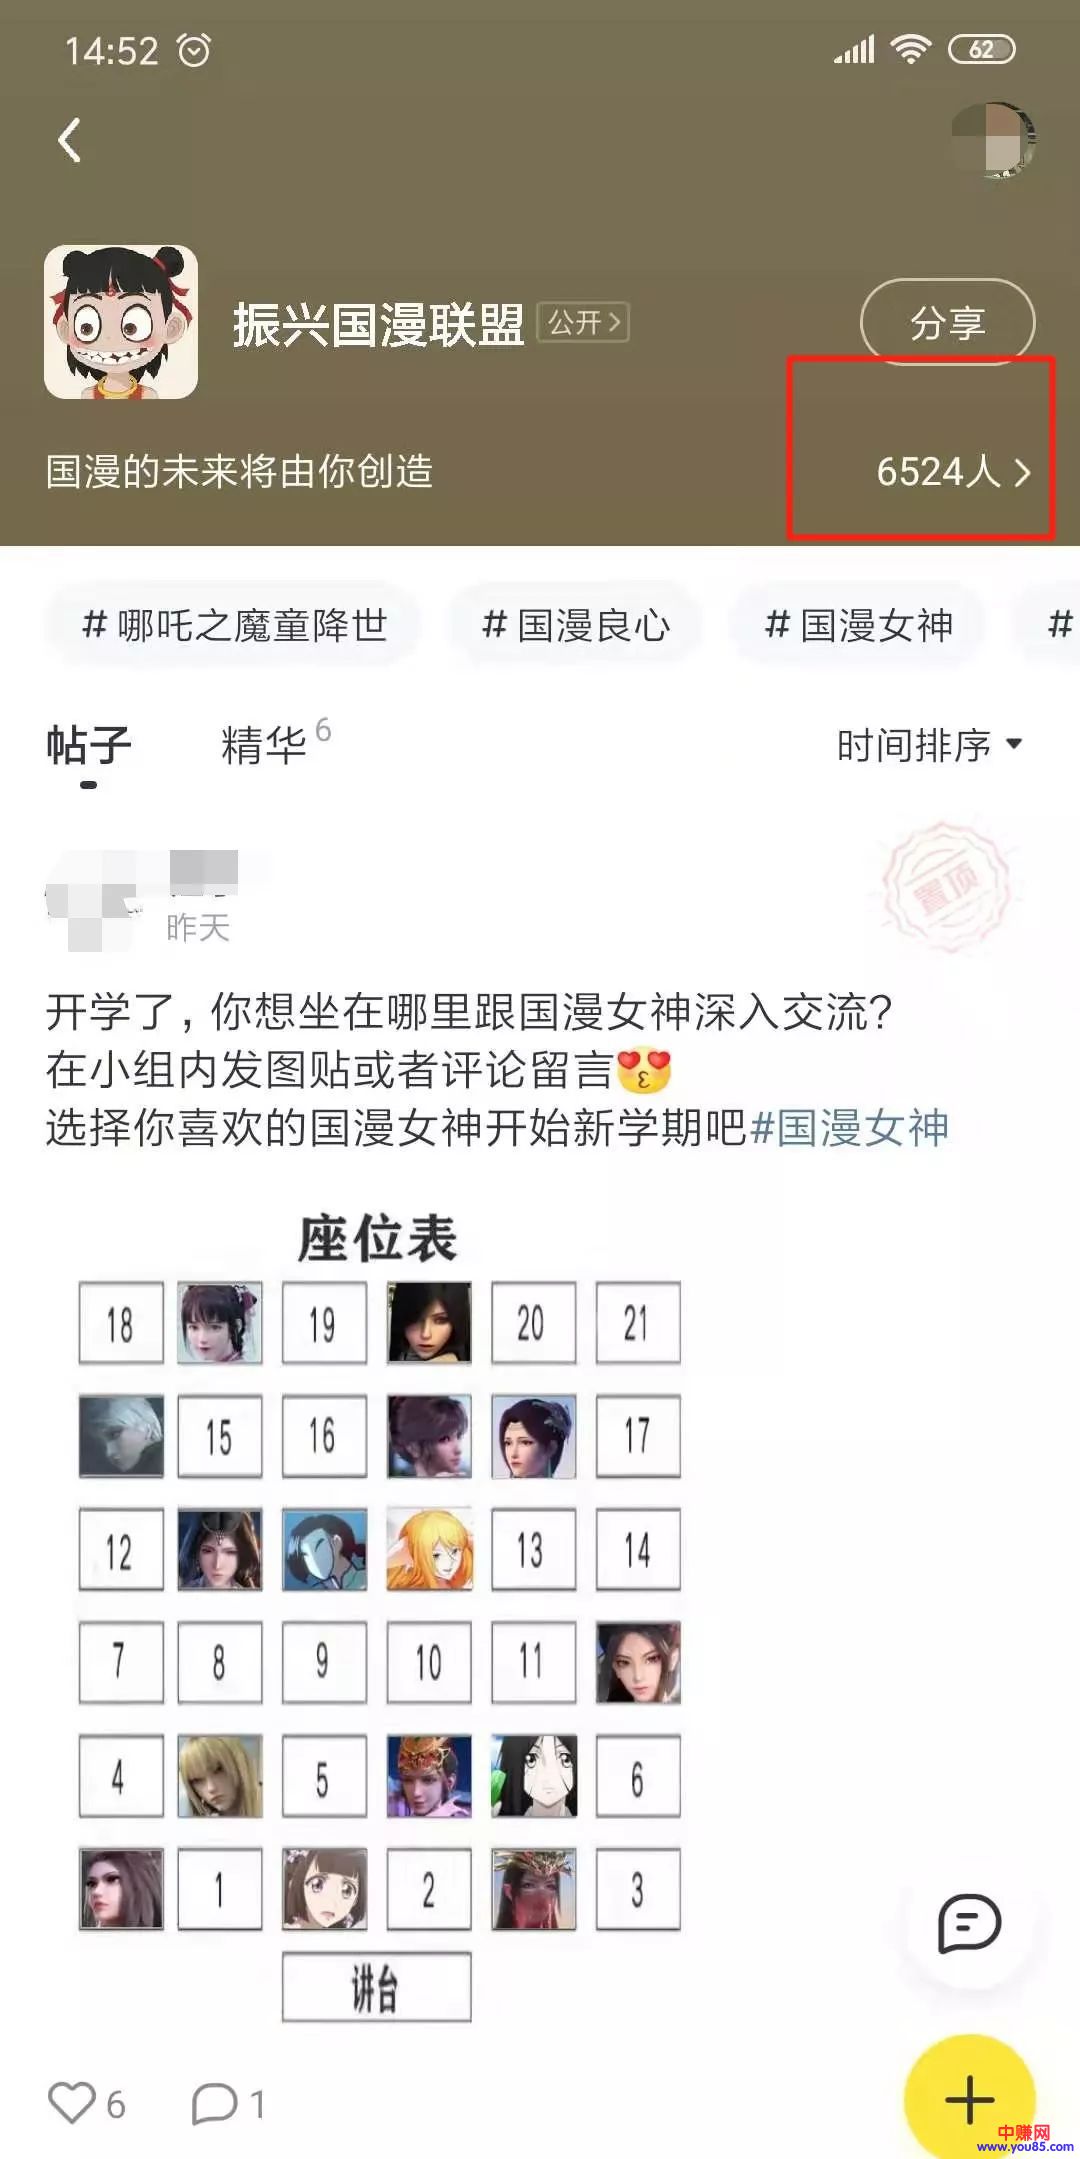 14:52
62
振兴国漫联盟 公开>
分享
国漫的未来将由你创造
6524人 >
# 哪吒之魔童降世 # 国漫良心 # 国漫女神 #
帖子 精华 6 时间排序
昨天
置顶
开学了,你想坐在哪里跟国漫女神深入交流?
在小组内发图贴或者评论留言
选择你喜欢的国漫女神开始新学期吧#国漫女神
座位表
18 19 20 21
15 16 17
12 13 14
7 8 9 10 11
4 5 6
1 2 3
讲台
6 1
中赚网
www.you85.com